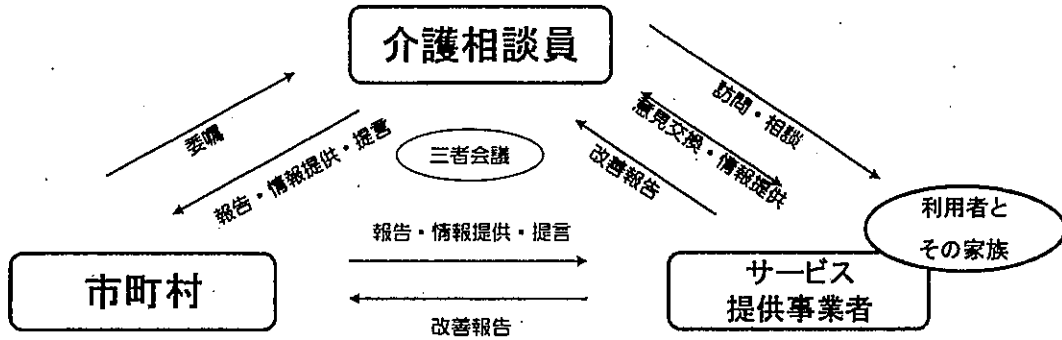 介護相談員
委嘱
報告・情報提供・提言
三者会議
訪問・相談
意見交換・情報提供
改善報告
利用者と
その家族
報告・情報提供・提言
市町村
サービス
提供事業者
改善報告